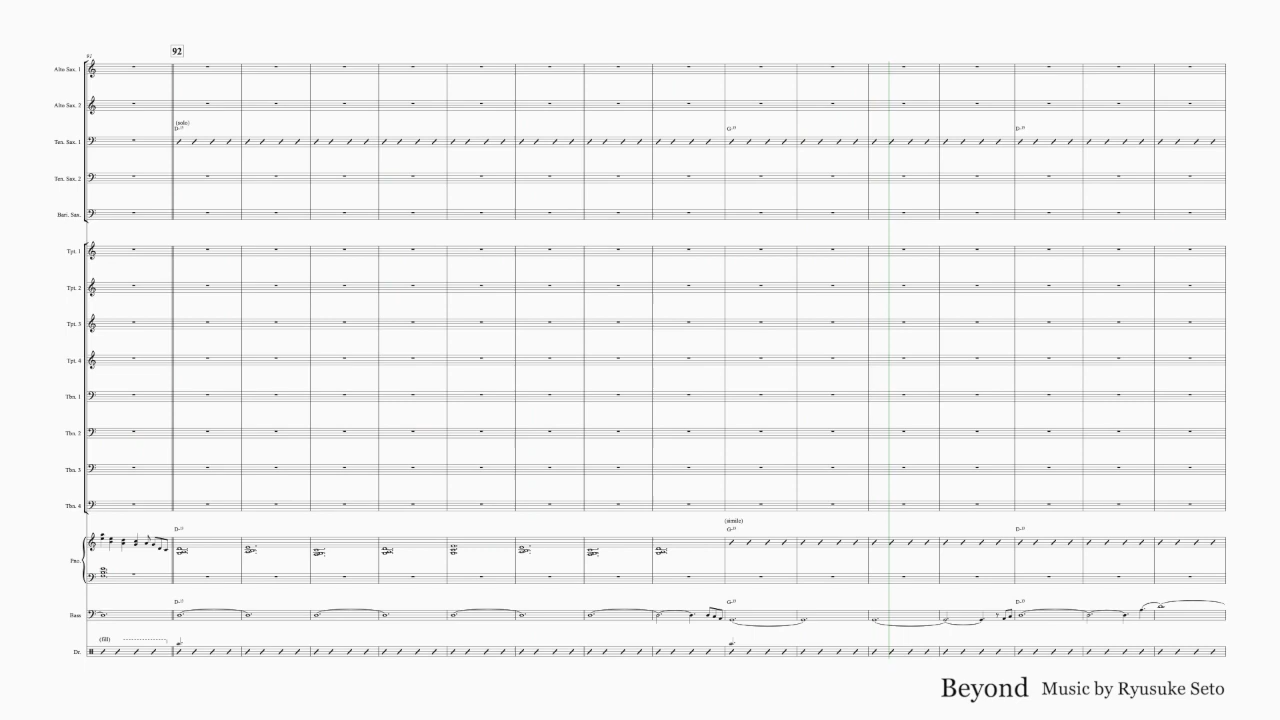 91
92
Alto Sax. 1
Alto Sax. 2
(solo)
Ten. Sax. 1
Ten. Sax. 2
Bari. Sax.
Tpt. 1
Tpt. 2
Tpt. 3
Tpt. 4
Tbn. 1
Tbn. 2
Tbn. 3
Tbn. 4
(simile)
Pno.
Bass
(fill)
Dr.
Beyond Music by Ryusuke Seto